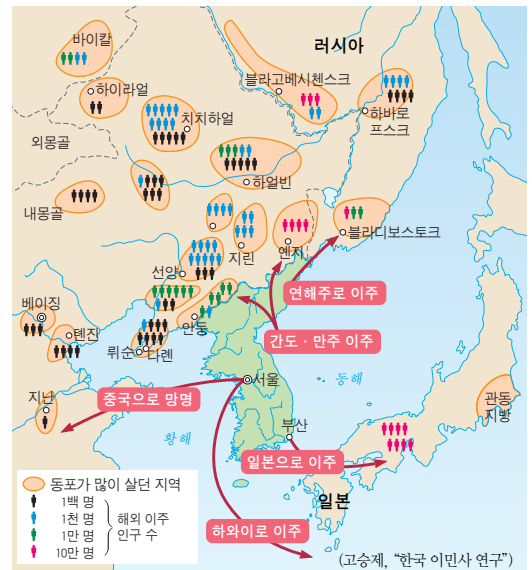 바이칼
러시아
하이라얼
블라고베시첸스크
치치하얼
하바로
프스크
외몽골
하얼빈
내몽골
블라디보스토크
지린
옌지
선양
연해주로 이주
베이징
안둥
톈진
간도·만주 이주
뤼순
다롄
서울
동해
지난
중국으로 망명
관동
지방
부산
황해
일본으로 이주
동포가 많이 살던 지역
1백 명
1천 명
1만 명
10만 명
해외 이주
인구 수
일본
하와이로 이주
(고승제, “한국 이민사 연구”)